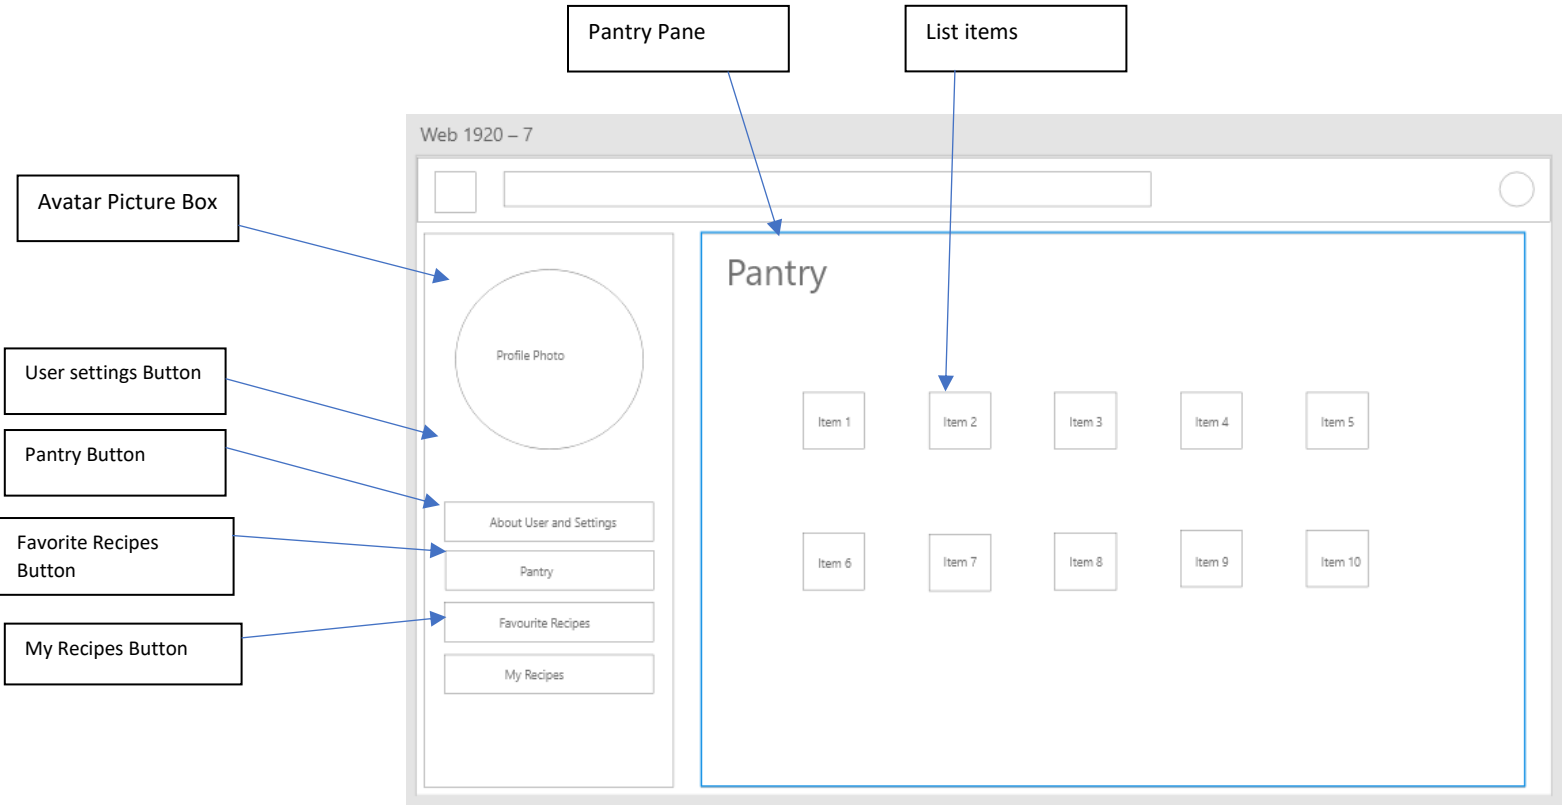 Pantry Pane
List items
Web 1920 – 7
Avatar Picture Box
Pantry
Profile Photo
User settings Button
Item 1
Item 2
Item 3
Item 4
Item 5
Pantry Button
About User and Settings
Favorite Recipes
Button
Pantry
Item 6
Item 7
Item 8
Item 9
Item 10
Favourite Recipes
My Recipes Button
My Recipes